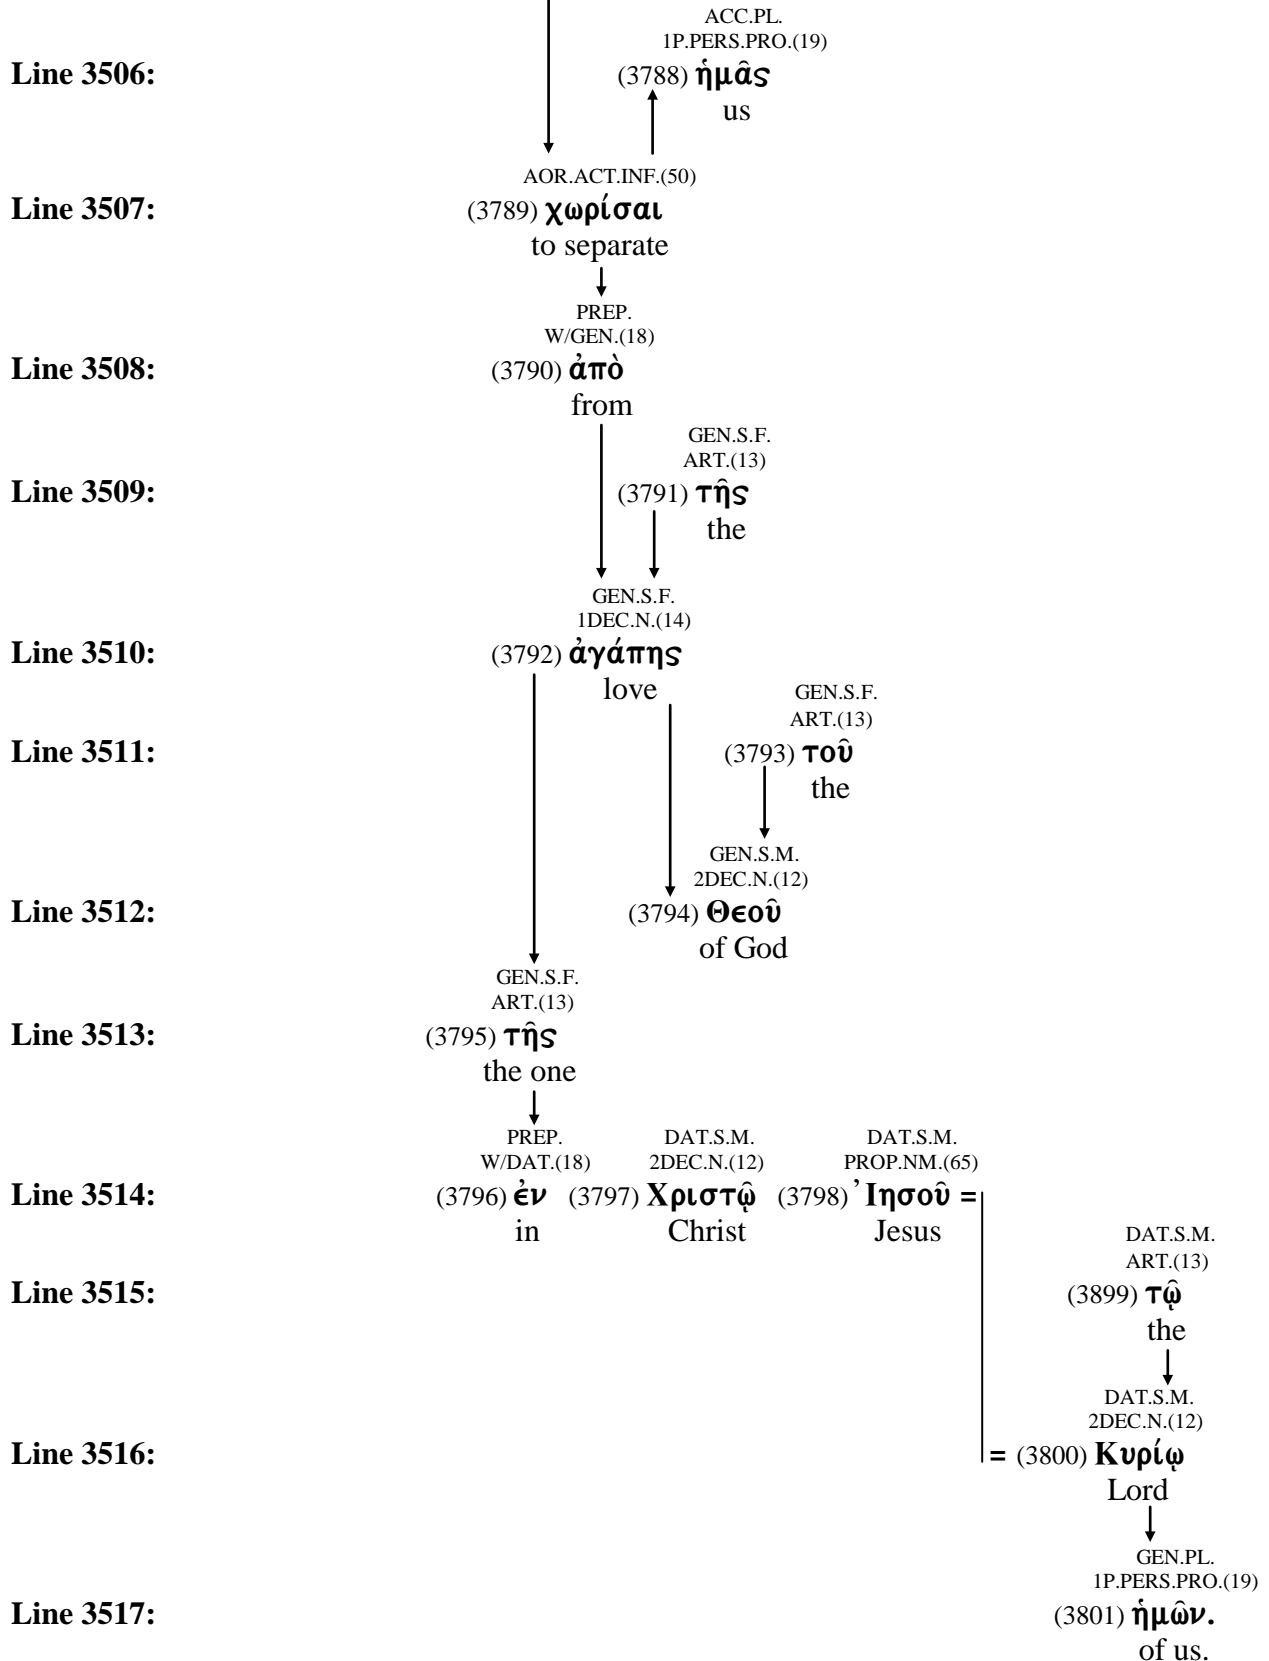 ACC.PL.
1P.PERS.PRO.(19)
Line 3506: (3788) ἡμᾶς
us
AOR.ACT.INF.(50)
Line 3507: (3789) χωρίσαι
to separate
PREP.
W/GEN.(18)
Line 3508: (3790) ἀπὸ
from
GEN.S.F.
ART.(13)
Line 3509: (3791) τῆς
the
GEN.S.F.
1DEC.N.(14)
Line 3510: (3792) ἀγάπης
love
GEN.S.F.
ART.(13)
Line 3511: (3793) τοῦ
the
GEN.S.M.
2DEC.N.(12)
Line 3512: (3794) Θεοῦ
of God
GEN.S.F.
ART.(13)
Line 3513: (3795) τῆς
the one
PREP. DAT.S.M. DAT.S.M.
W/DAT.(18) 2DEC.N.(12) PROP.NM.(65)
Line 3514: (3796) ἐν (3797) Χριστῷ (3798) Ἰησοῦ =
in Christ Jesus
DAT.S.M.
ART.(13)
Line 3515: (3899) τῷ
the
DAT.S.M.
2DEC.N.(12)
Line 3516: = (3800) Κυρίῳ
Lord
GEN.PL.
1P.PERS.PRO.(19)
Line 3517: (3801) ἡμῶν.
of us.